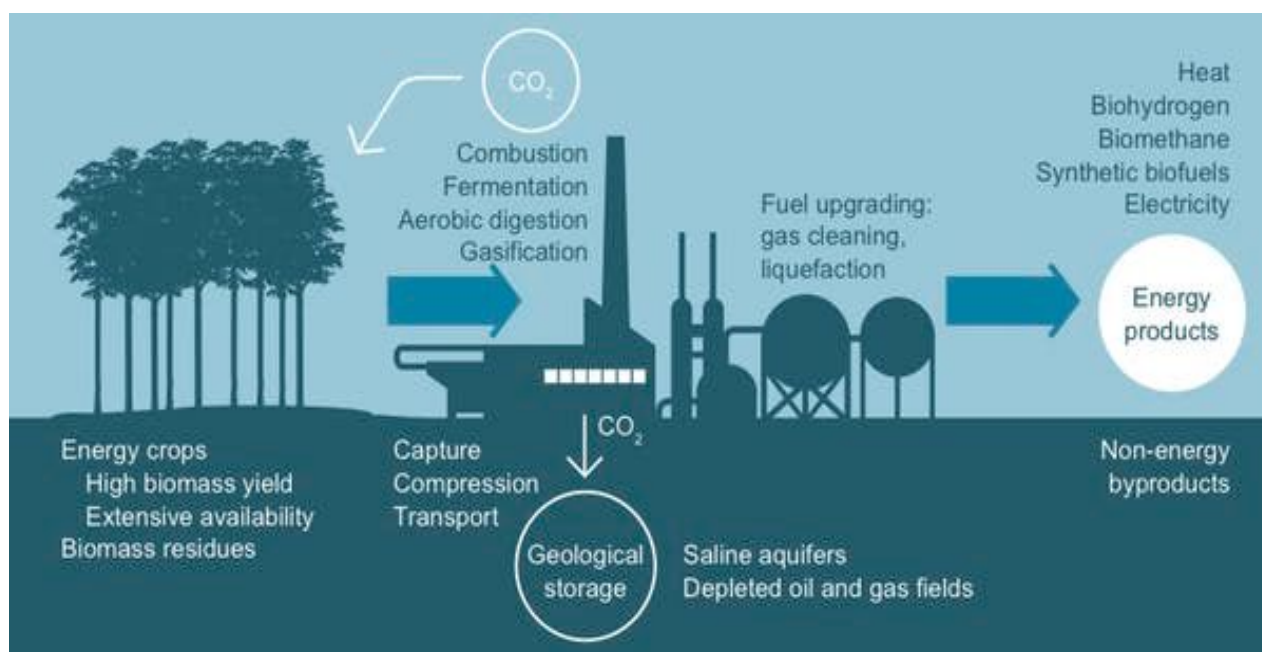 CO₂
Combustion
Fermentation
Aerobic digestion
Gasification
Fuel upgrading:
gas cleaning,
liquefaction
Heat
Biohydrogen
Biomethane
Synthetic biofuels
Electricity
Energy
products
Energy crops
High biomass yield
Extensive availability
Biomass residues
Capture
Compression
Transport
CO₂
Geological
storage
Saline aquifers
Depleted oil and gas fields
Non-energy
byproducts